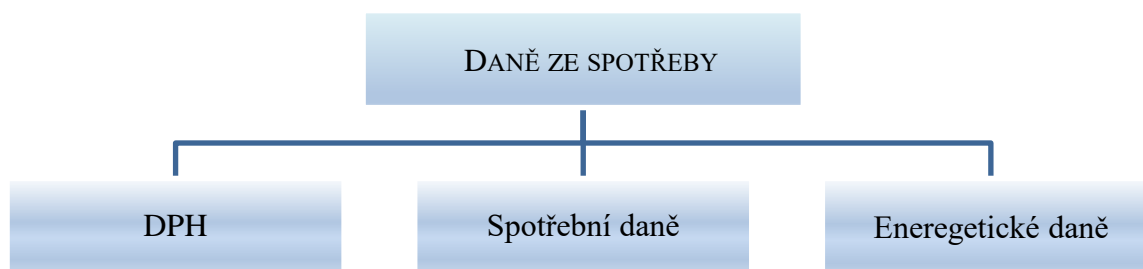 DANĚ ZE SPOTŘEBY
DPH
Spotřební daně
Eneregetické daně